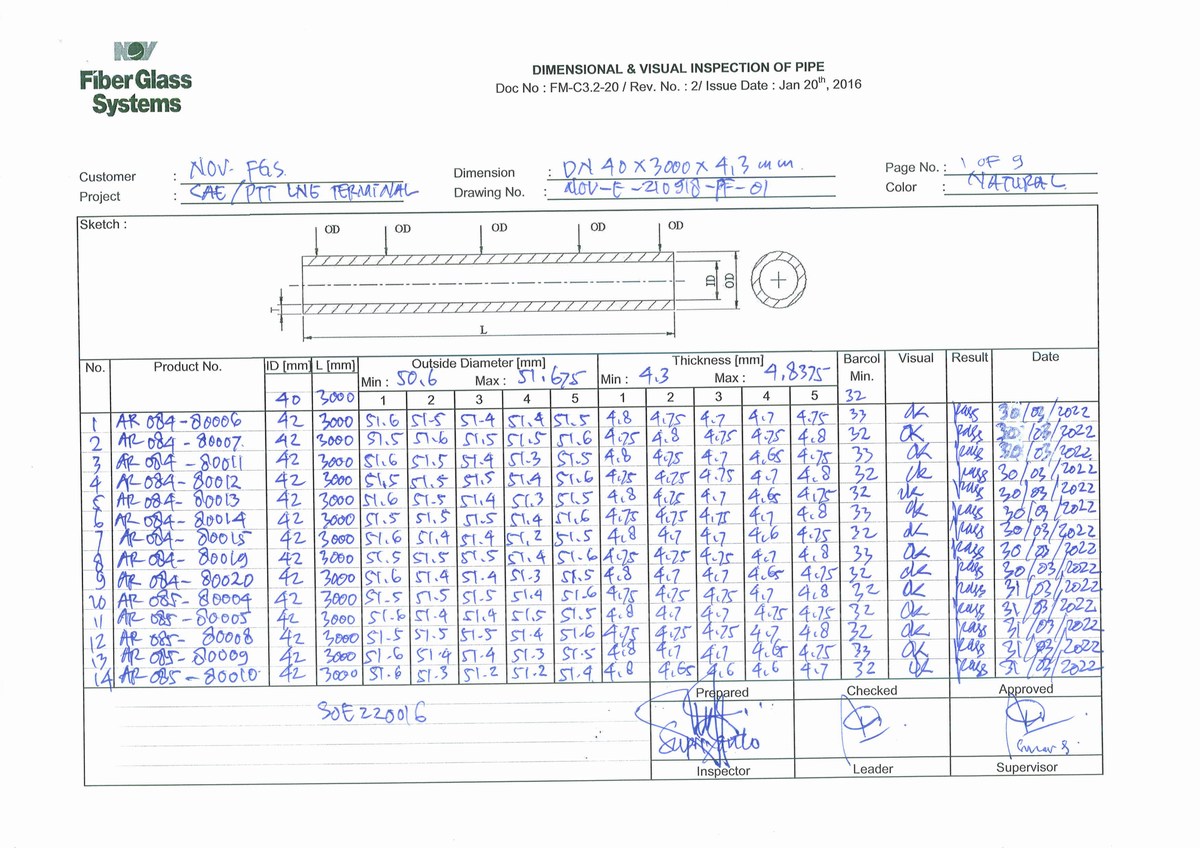 NOV
Fiber Glass
Systems
DIMENSIONAL & VISUAL INSPECTION OF PIPE
Doc No : FM-C3.2-20 / Rev. No. : 2/ Issue Date : Jan 20th, 2016
Customer : NOV-FGS. Dimension : DN 40 X 3000 X 4,3 mm. Page No. : 1 OF 9
Project : SAE/PTT LNE TERMINAL Drawing No. : NOV-E-210918-PF-01 Color : NATURAL
Sketch :
OD OD OD OD OD
ID OD
T
L
No. Product No. ID [mm] L [mm] Outside Diameter [mm] Thickness [mm] Barcol Min. Visual Result Date
Min : 50,6 Max : 51.675 Min : 4.3 Max : 4,8375
40 3000 1 2 3 4 5 1 2 3 4 5 32
1 AR 084-80006 42 3000 51.6 51.5 51.4 51.4 51.5 4.8 4.75 4.7 4.7 4.75 33 OK pass 30/03/2022
2 AR 084-80007. 42 3000 51.5 51.6 51.5 51.5 51.6 4.75 4.8 4.75 4.75 4.8 32 OK pass 30/03/2022
3 AR 084-80011 42 3000 51.6 51.5 51.4 51.3 51.5 4.8 4.75 4.7 4.65 4.75 33 OK pass 30/03/2022
4 AR 084-80012 42 3000 51.5 51.5 51.5 51.4 51.6 4.75 4.75 4.75 4.7 4.8 32 OK pass 30/03/2022
5 AR 084-80013 42 3000 51.6 51.5 51.4 51.3 51.5 4.8 4.75 4.7 4.65 4.75 32 OK pass 30/03/2022
6 AR 084-80014 42 3000 51.5 51.5 51.5 51.4 51.6 4.75 4.75 4.75 4.7 4.8 33 OK pass 30/03/2022
7 AR 084-80015 42 3000 51.6 51.4 51.4 51.2 51.5 4.8 4.7 4.7 4.6 4.75 32 OK pass 30/03/2022
8 AR 084-80019 42 3000 51.5 51.5 51.5 51.4 51.6 4.75 4.75 4.75 4.7 4.8 33 OK pass 30/03/2022
9 AR 084-80020 42 3000 51.6 51.4 51.4 51.3 51.5 4.8 4.7 4.7 4.65 4.75 32 OK pass 30/03/2022
10 AR 085-80004 42 3000 51.5 51.5 51.5 51.4 51.6 4.75 4.75 4.75 4.7 4.8 32 OK pass 31/03/2022
11 AR 085-80005 42 3000 51.6 51.4 51.4 51.5 51.5 4.8 4.7 4.7 4.75 4.75 32 OK pass 31/03/2022
12 AR 085-80008 42 3000 51.5 51.5 51.5 51.4 51.6 4.75 4.75 4.75 4.7 4.8 32 OK pass 31/03/2022
13 AR 085-80009 42 3000 51.6 51.4 51.4 51.3 51.5 4.8 4.7 4.7 4.65 4.75 33 OK pass 31/03/2022
14 AR 085-80010. 42 3000 51.6 51.3 51.2 51.2 51.4 4.8 4.65 4.6 4.6 4.7 32 OK pass 31/03/2022
SOE220016
Prepared Checked Approved
Inspector Leader Supervisor